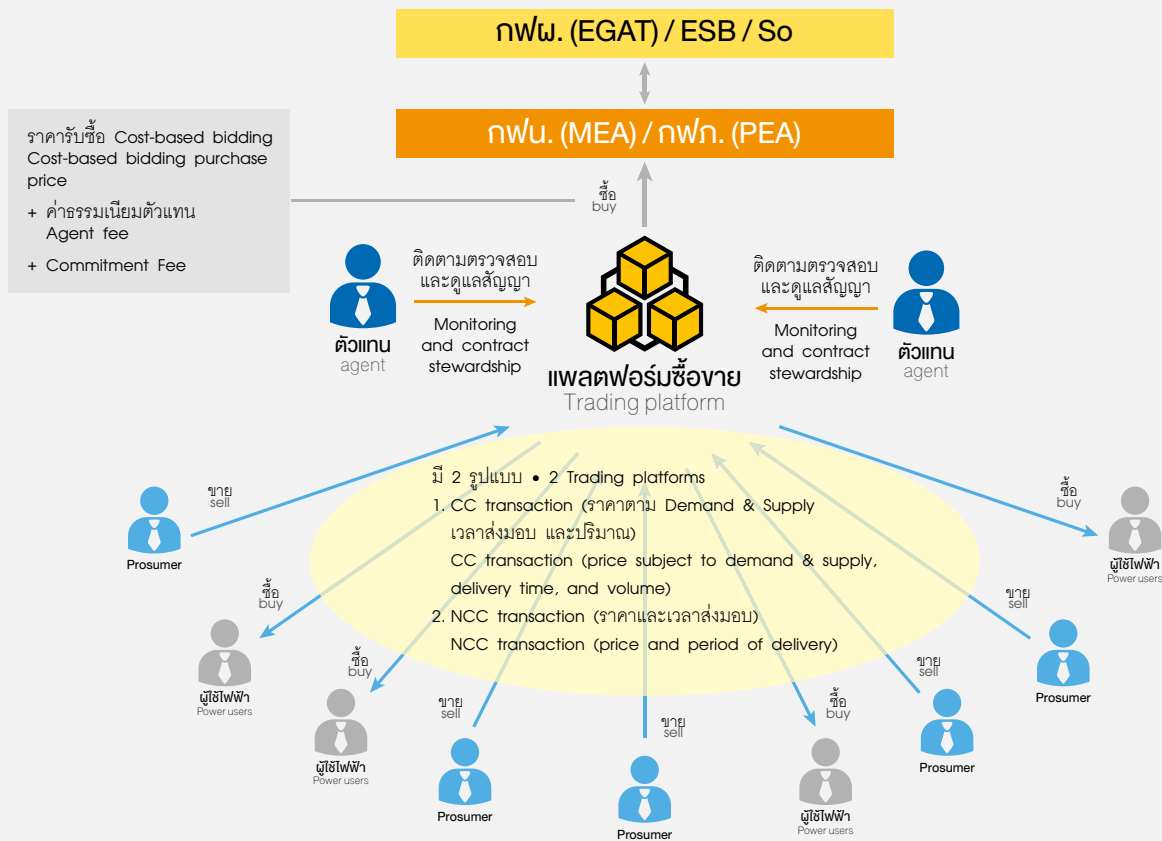 กฟผ. (EGAT) / ESB / So
กฟน. (MEA) / กฟภ. (PEA)
ราคารับซื้อ Cost-based bidding
Cost-based bidding purchase
price
+ ค่าธรรมเนียมตัวแทน
Agent fee
+ Commitment Fee
ซื้อ
buy
ติดตามตรวจสอบ
และดูแลสัญญา
Monitoring
and contract
stewardship
ตัวแทน
agent
ติดตามตรวจสอบ
และดูแลสัญญา
Monitoring
and contract
stewardship
ตัวแทน
agent
แพลตฟอร์มซื้อขาย
Trading platform
มี 2 รูปแบบ • 2 Trading platforms
1. CC transaction (ราคาตาม Demand & Supply
เวลาส่งมอบ และปริมาณ)
CC transaction (price subject to demand & supply,
delivery time, and volume)
2. NCC transaction (ราคาและเวลาส่งมอบ)
NCC transaction (price and period of delivery)
ขาย
sell
Prosumer
ซื้อ
buy
ผู้ใช้ไฟฟ้า
Power users
ซื้อ
buy
ผู้ใช้ไฟฟ้า
Power users
ขาย
sell
Prosumer
ขาย
sell
Prosumer
ซื้อ
buy
ผู้ใช้ไฟฟ้า
Power users
ขาย
sell
Prosumer
ขาย
sell
Prosumer
ซื้อ
buy
ผู้ใช้ไฟฟ้า
Power users